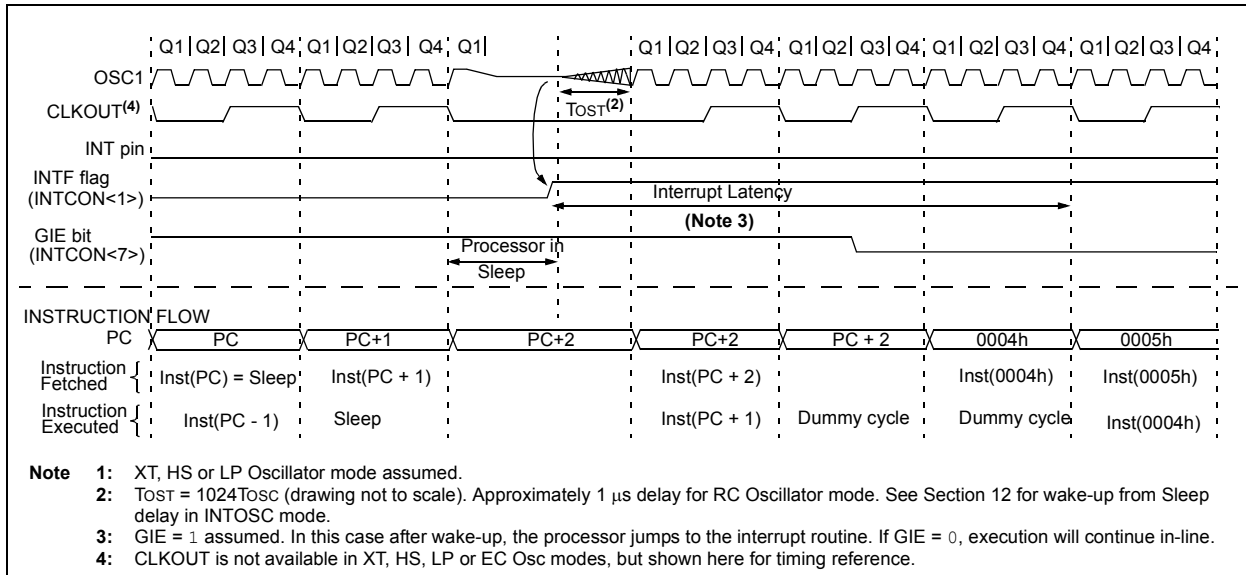 Q1 Q2 Q3 Q4 Q1 Q2 Q3 Q4 Q1 Q1 Q2 Q3 Q4 Q1 Q2 Q3 Q4 Q1 Q2 Q3 Q4 Q1 Q2 Q3 Q4
OSC1
CLKOUT(4)
TOST(2)
INT pin
INTF flag
(INTCON<1>)
Interrupt Latency
(Note 3)
GIE bit
(INTCON<7>)
Processor in
Sleep
INSTRUCTION FLOW
PC PC PC+1 PC+2 PC+2 PC + 2 0004h 0005h
Instruction
Fetched
Inst(PC) = Sleep Inst(PC + 1) Inst(PC + 2) Inst(0004h) Inst(0005h)
Instruction
Executed
Inst(PC - 1) Sleep Inst(PC + 1) Dummy cycle Dummy cycle Inst(0004h)
Note 1: XT, HS or LP Oscillator mode assumed.
2: TOST = 1024TOSC (drawing not to scale). Approximately 1 μs delay for RC Oscillator mode. See Section 12 for wake-up from Sleep
delay in INTOSC mode.
3: GIE = 1 assumed. In this case after wake-up, the processor jumps to the interrupt routine. If GIE = 0, execution will continue in-line.
4: CLKOUT is not available in XT, HS, LP or EC Osc modes, but shown here for timing reference.